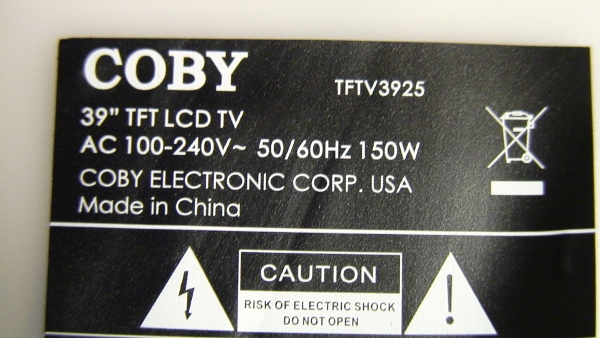 COBY
TFTV3925
39" TFT LCD TV
AC 100-240V~ 50/60Hz 150W
COBY ELECTRONIC CORP. USA
Made in China
CAUTION
RISK OF ELECTRIC SHOCK
DO NOT OPEN